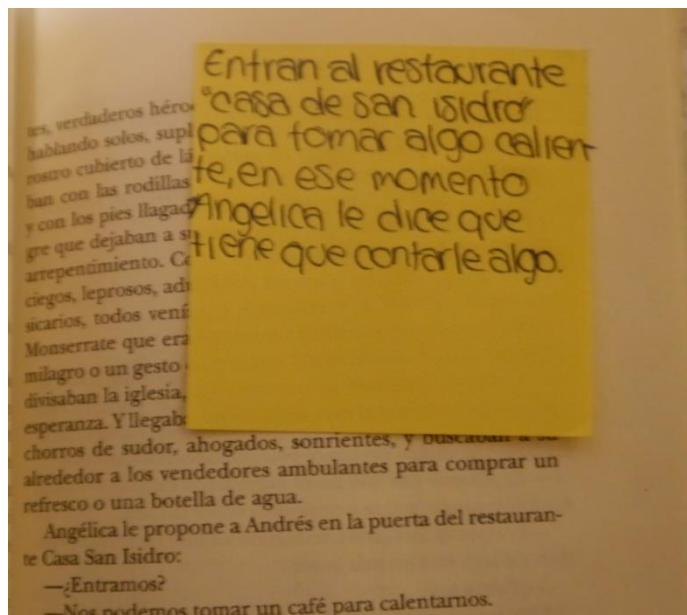 Entran al restaurante
"casa de san isidro"
para tomar algo calien-
te, en ese momento
Angelica le dice que
tiene que contarle algo.
tes, verdaderos héro
hablando solos, supl
rostro cubierto de lá
ban con las rodillas
y con los pies llagad
gre que dejaban a s
arrepentimiento. C
ciegos, leprosos, ad
sicarios, todos vení
Monserrate que era
milagro o un gesto
divisaban la iglesia,
esperanza. Y llegab
chorros de sudor, ahogados, sonrientes, y buscaban a su
alrededor a los vendedores ambulantes para comprar un
refresco o una botella de agua.
Angélica le propone a Andrés en la puerta del restauran-
te Casa San Isidro:
—¿Entramos?
—Nos podemos tomar un café para calentarnos.